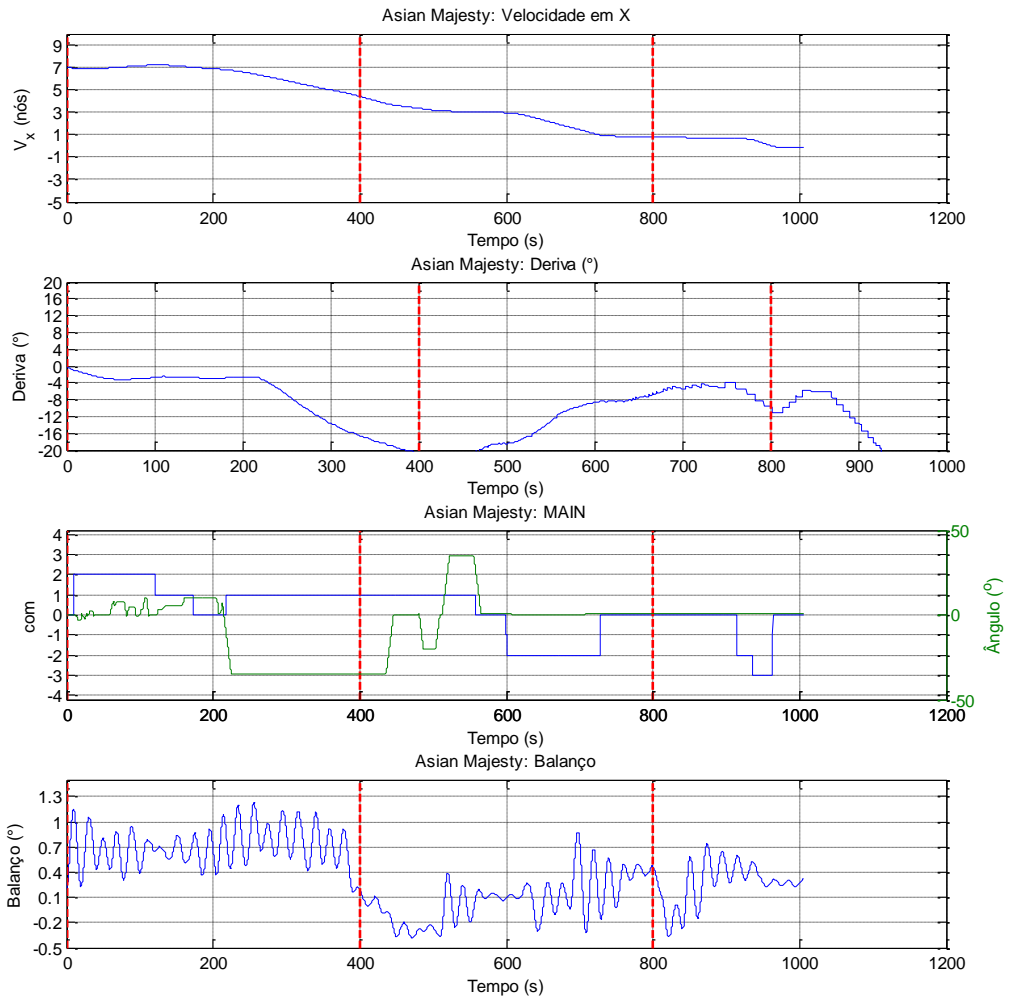 Asian Majesty: Velocidade em X
9
7
5
3
1
-1
-3
-5
V_x (nós)
0 200 400 600 800 1000 1200
Tempo (s)
Asian Majesty: Deriva (°)
20
16
12
8
4
0
-4
-8
-12
-16
-20
Deriva (°)
0 100 200 300 400 500 600 700 800 900 1000
Tempo (s)
Asian Majesty: MAIN
4
3
2
1
0
-1
-2
-3
-4
com
50
0
-50
Ângulo (º)
0 200 400 600 800 1000 1200
Tempo (s)
Asian Majesty: Balanço
1.3
1
0.7
0.4
0.1
-0.2
-0.5
Balanço (°)
0 200 400 600 800 1000 1200
Tempo (s)